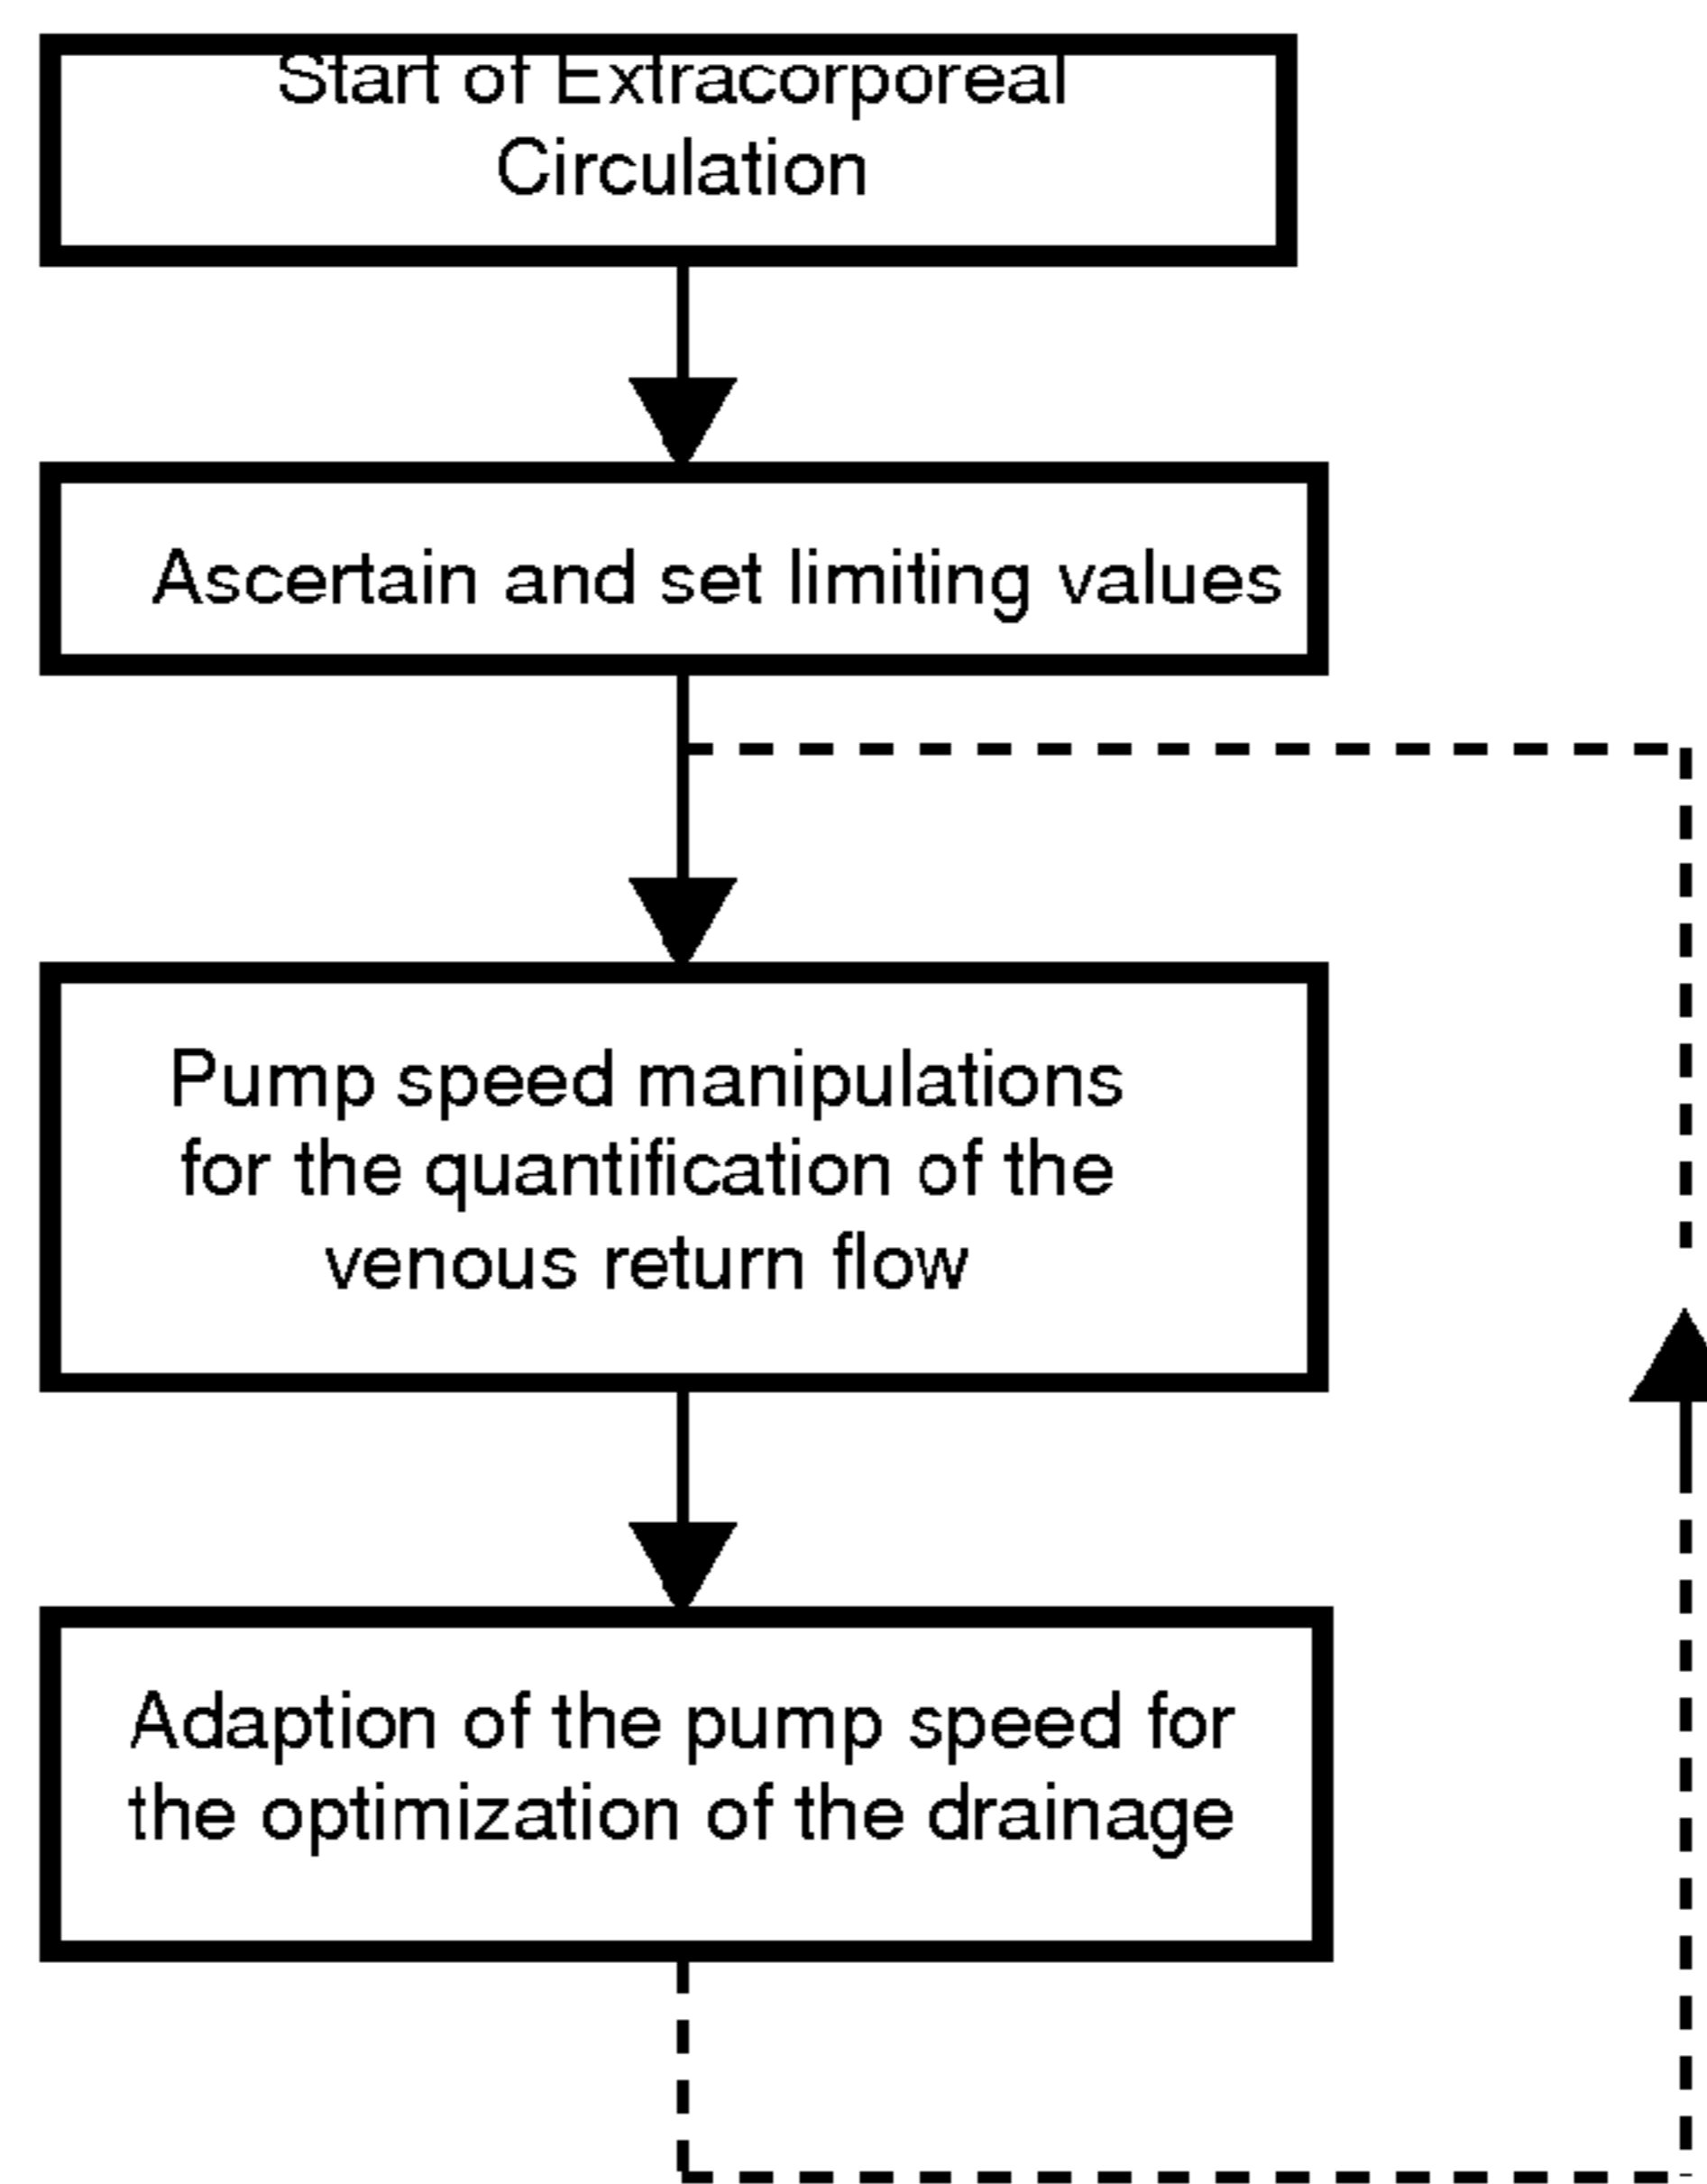 Start of Extracorporeal
Circulation
Ascertain and set limiting values
Pump speed manipulations
for the quantification of the
venous return flow
Adaption of the pump speed for
the optimization of the drainage